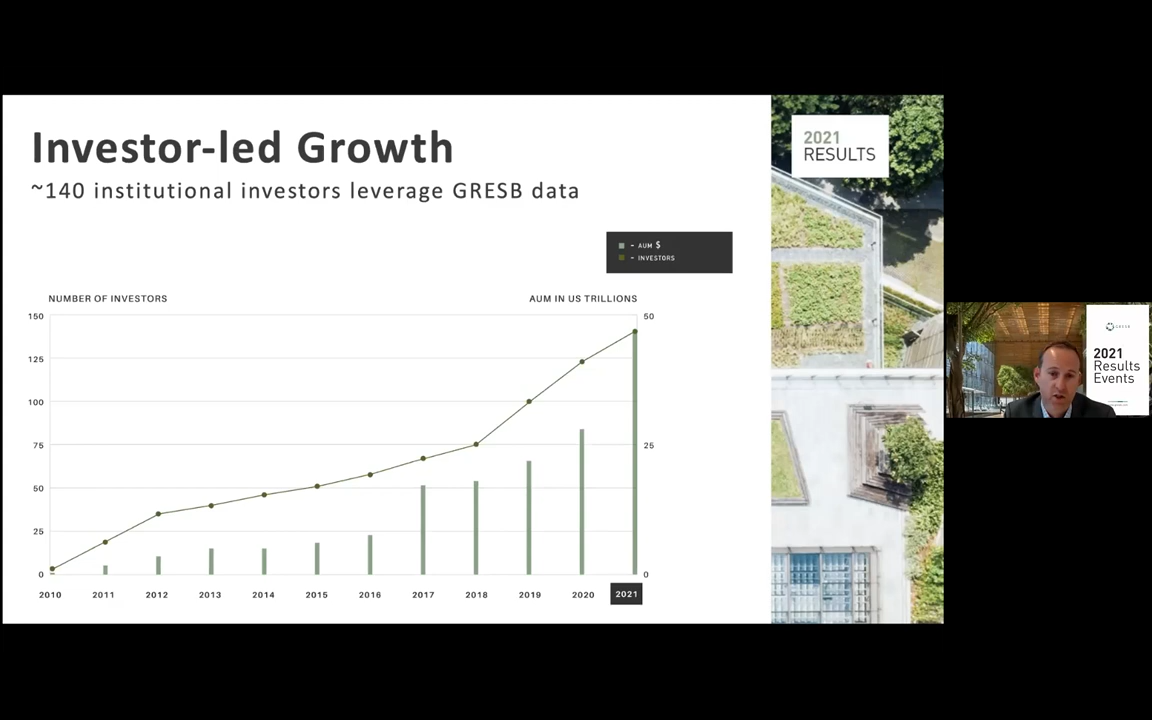 Investor-led Growth
~140 institutional investors leverage GRESB data
2021
RESULTS
- AUM $
- INVESTORS
NUMBER OF INVESTORS
AUM IN US TRILLIONS
150
125
100
75
50
25
0
50
25
0
2010 2011 2012 2013 2014 2015 2016 2017 2018 2019 2020 2021
2021
Results
Events